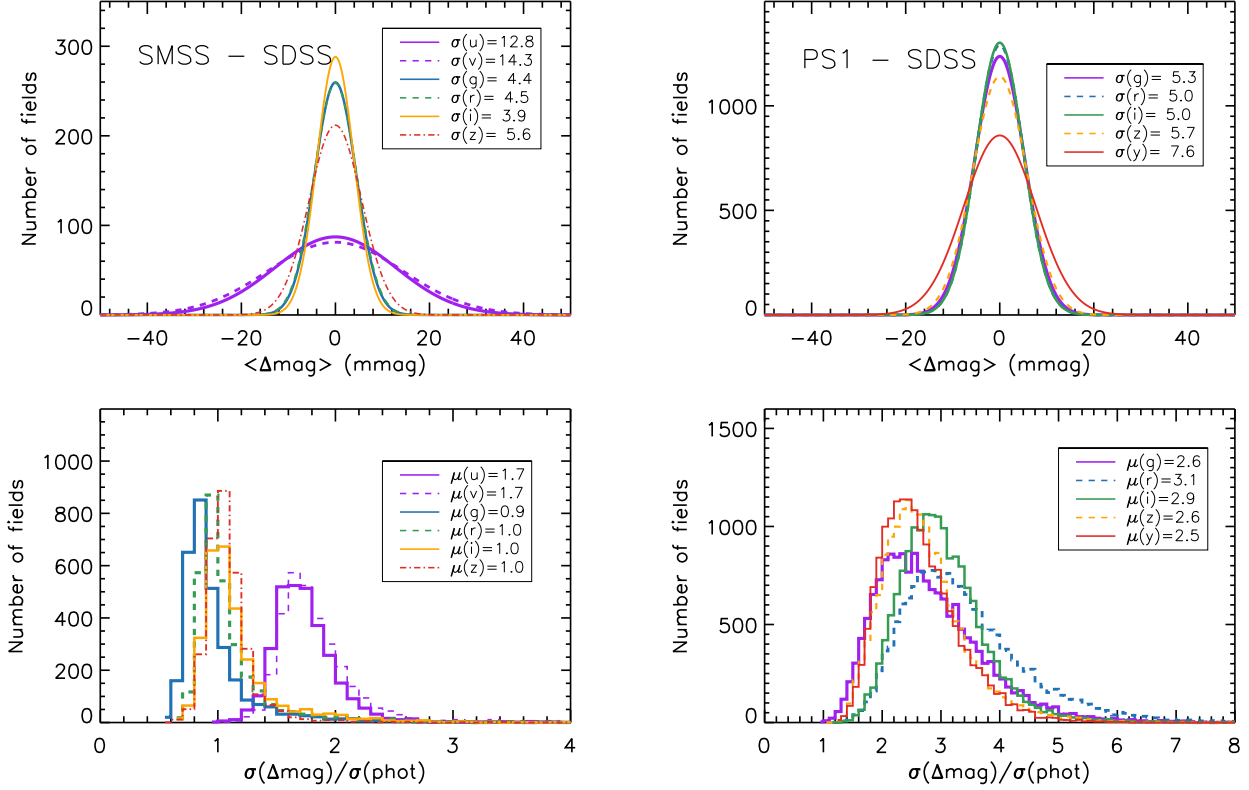 SMSS − SDSS
σ(u)=12.8
σ(v)=14.3
σ(g)= 4.4
σ(r)= 4.5
σ(i)= 3.9
σ(z)= 5.6
300
200
100
0
Number of fields
−40 −20 0 20 40
<Δmag> (mmag)
PS1 − SDSS
σ(g)= 5.3
σ(r)= 5.0
σ(i)= 5.0
σ(z)= 5.7
σ(y)= 7.6
1000
500
0
Number of fields
−40 −20 0 20 40
<Δmag> (mmag)
μ(u)=1.7
μ(v)=1.7
μ(g)=0.9
μ(r)=1.0
μ(i)=1.0
μ(z)=1.0
1000
800
600
400
200
0
Number of fields
0 1 2 3 4
σ(Δmag)/σ(phot)
μ(g)=2.6
μ(r)=3.1
μ(i)=2.9
μ(z)=2.6
μ(y)=2.5
1500
1000
500
0
Number of fields
0 1 2 3 4 5 6 7 8
σ(Δmag)/σ(phot)